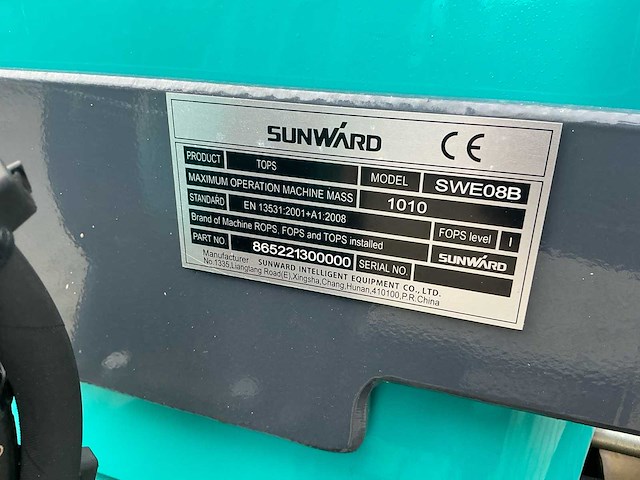 SUNWARD CE
PRODUCT TOPS MODEL SWE08B
MAXIMUM OPERATION MACHINE MASS 1010
STANDARD EN 13531:2001+A1:2008
Brand of Machine ROPS, FOPS and TOPS installed FOPS level I SUNWARD
PART NO. 865221300000 SERIAL NO.
Manufacturer SUNWARD INTELLIGENT EQUIPMENT CO., LTD.
No.1335,Liangtang Road(E),Xingsha,Chang,Hunan,410100,P.R.China